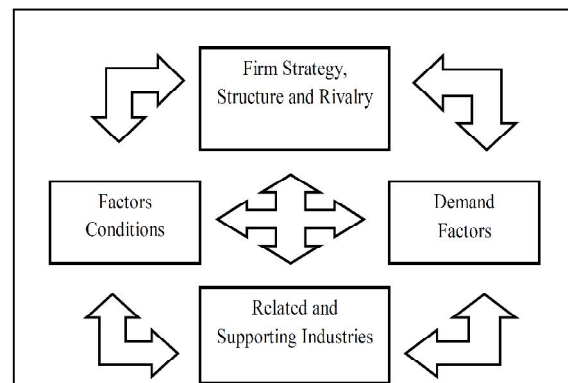 Firm Strategy,
Structure and Rivalry
Factors
Conditions
Demand
Factors
Related and
Supporting Industries